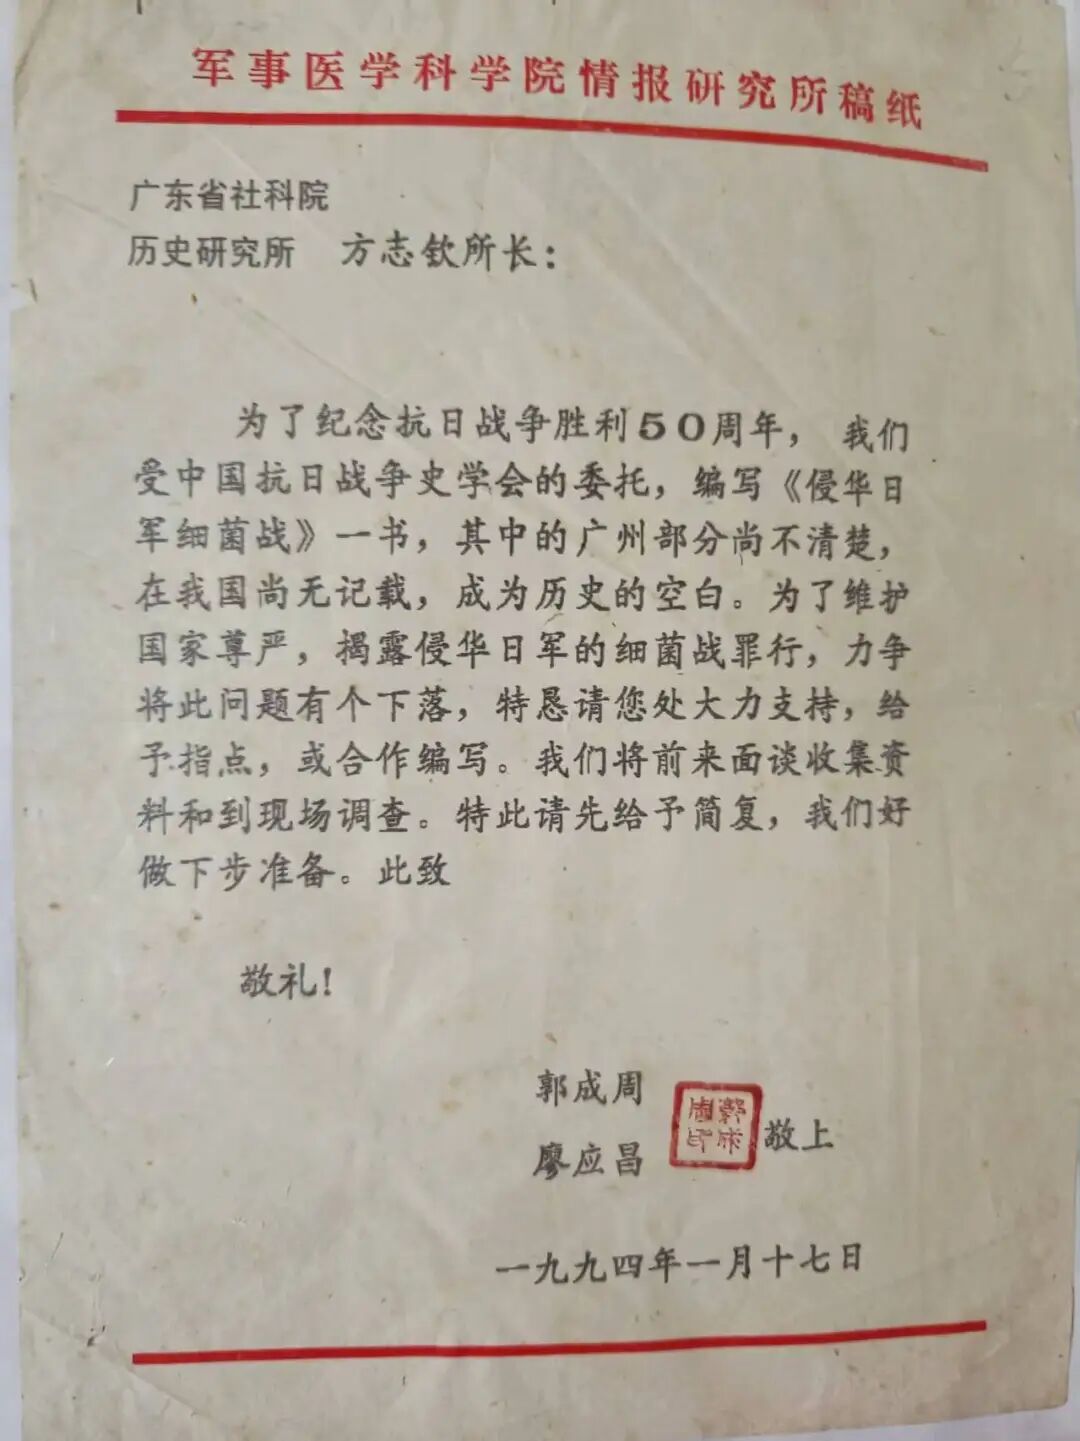 军事医学科学院情报研究所稿纸
广东省社科院
历史研究所 方志钦所长：
为了纪念抗日战争胜利50周年， 我们
受中国抗日战争史学会的委托，编写《侵华日
军细菌战》一书，其中的广州部分尚不清楚，
在我国尚无记载，成为历史的空白。为了维护
国家尊严，揭露侵华日军的细菌战罪行，力争
将此问题有个下落，特恳请您处大力支持，给
予指点，或合作编写。我们将前来面谈收集资
料和到现场调查。特此请先给予简复，我们好
做下步准备。此致
敬礼！
郭成周
廖应昌
郭成周印
敬上
一九九四年一月十七日